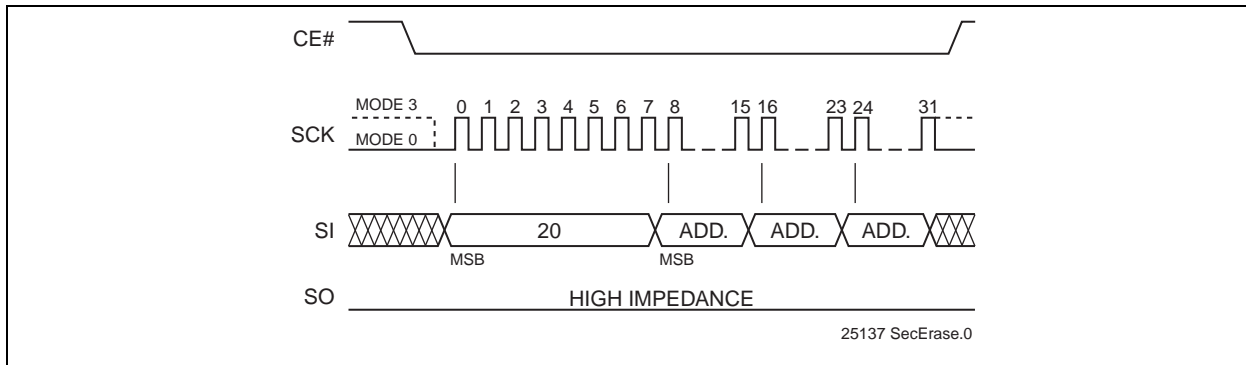 CE#
MODE 3
0 1 2 3 4 5 6 7 8 15 16 23 24 31
SCK
MODE 0
SI
20 ADD. ADD. ADD.
MSB MSB
SO
HIGH IMPEDANCE
25137 SecErase.0